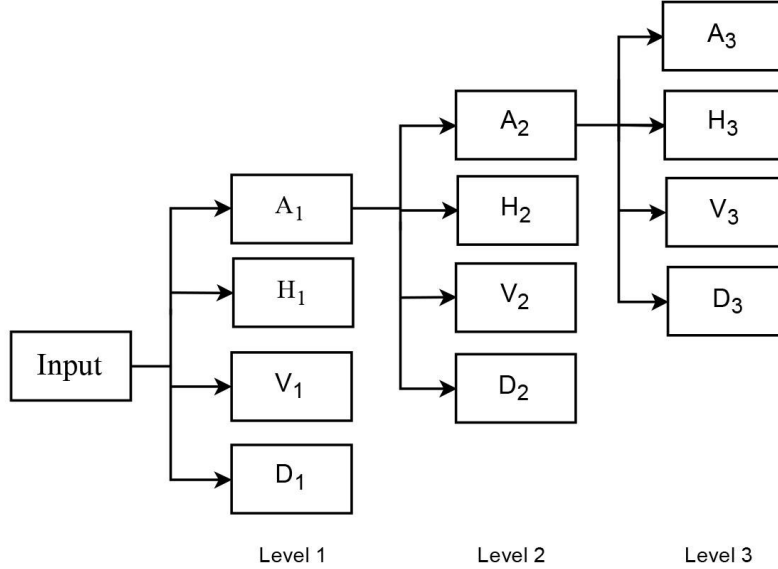 A₃
A₂
H₃
A₁
H₂
V₃
H₁
V₂
D₃
Input
V₁
D₂
D₁
Level 1
Level 2
Level 3